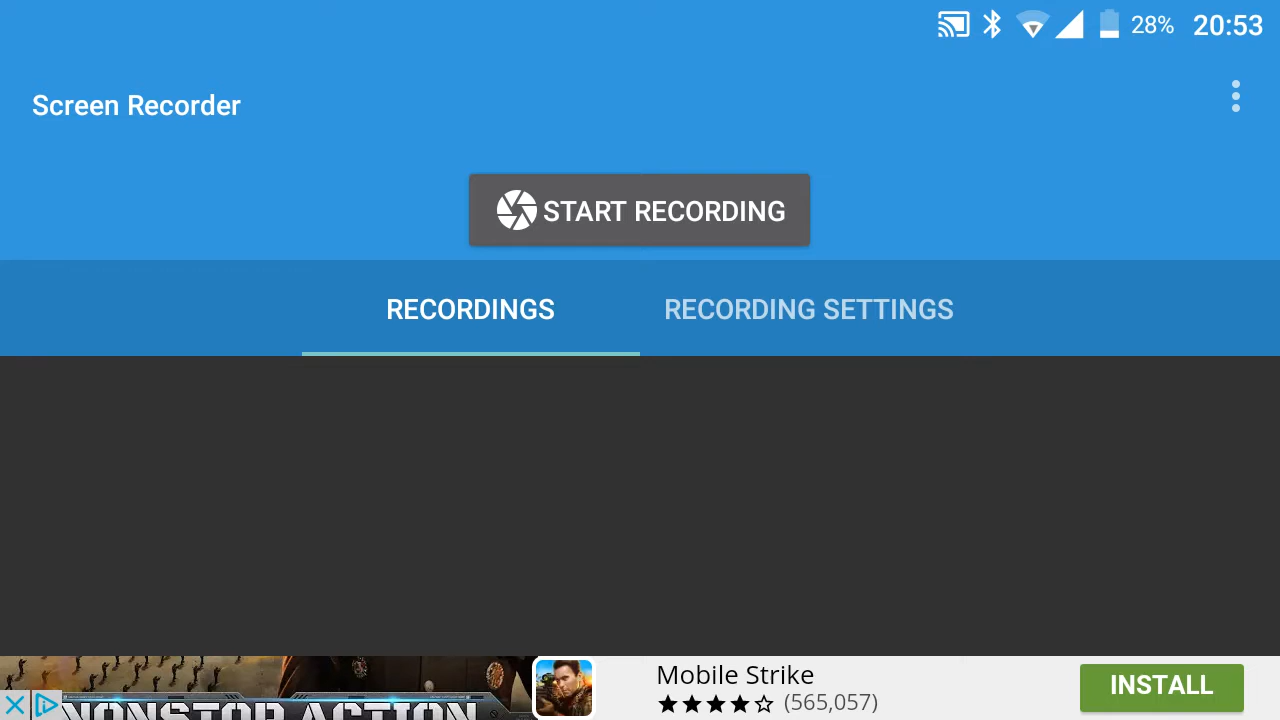 28% 20:53
Screen Recorder
START RECORDING
RECORDINGS RECORDING SETTINGS
Mobile Strike
(565,057)
INSTALL
NONSTOP ACTION